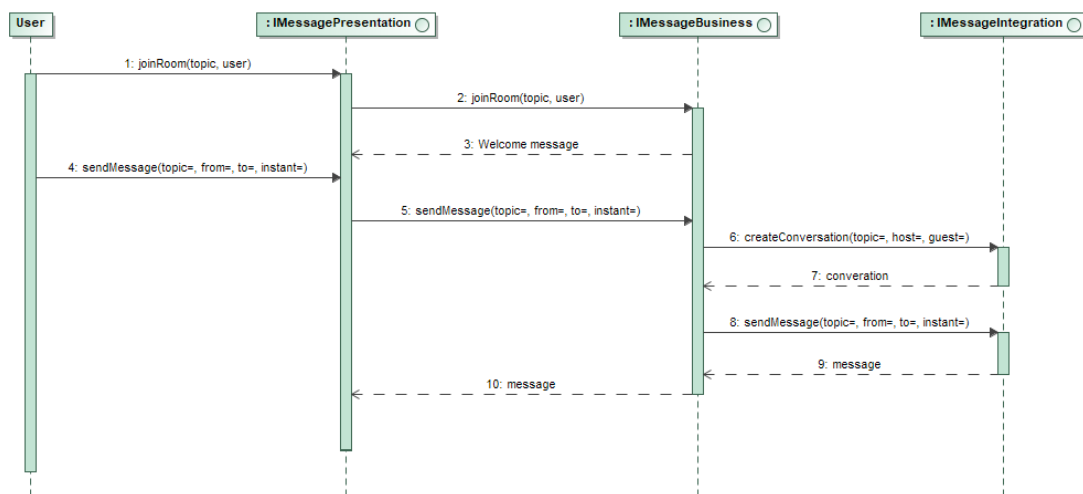 User
: IMessagePresentation
: IMessageBusiness
: IMessageIntegration
1: joinRoom(topic, user)
2: joinRoom(topic, user)
3: Welcome message
4: sendMessage(topic=, from=, to=, instant=)
5: sendMessage(topic=, from=, to=, instant=)
6: createConversation(topic=, host=, guest=)
7: converation
8: sendMessage(topic=, from=, to=, instant=)
9: message
10: message